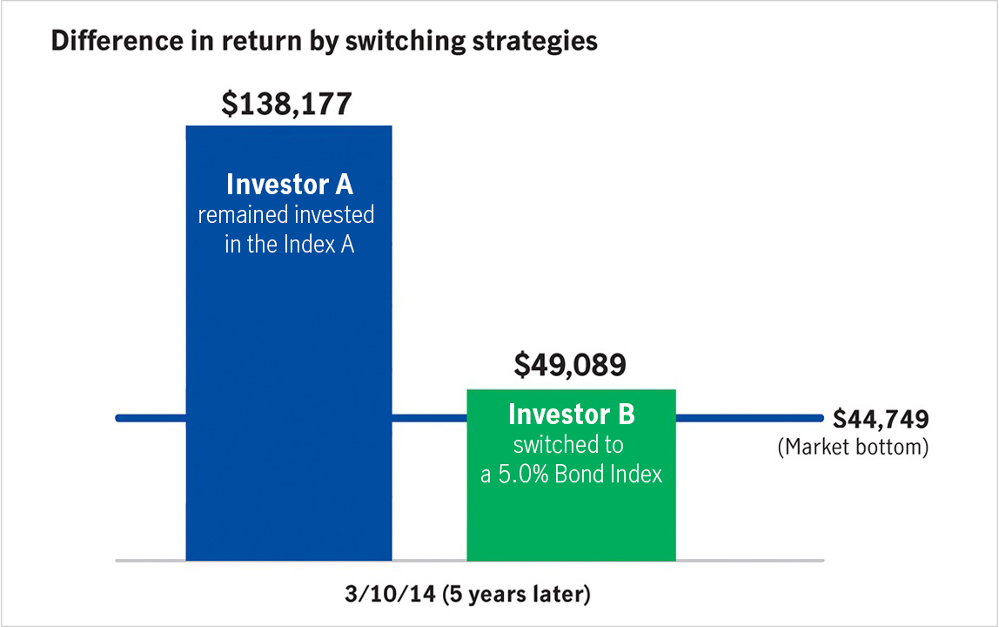 Difference in return by switching strategies
$138,177
Investor A
remained invested
in the Index A
$49,089
Investor B
switched to
a 5.0% Bond Index
$44,749
(Market bottom)
3/10/14 (5 years later)